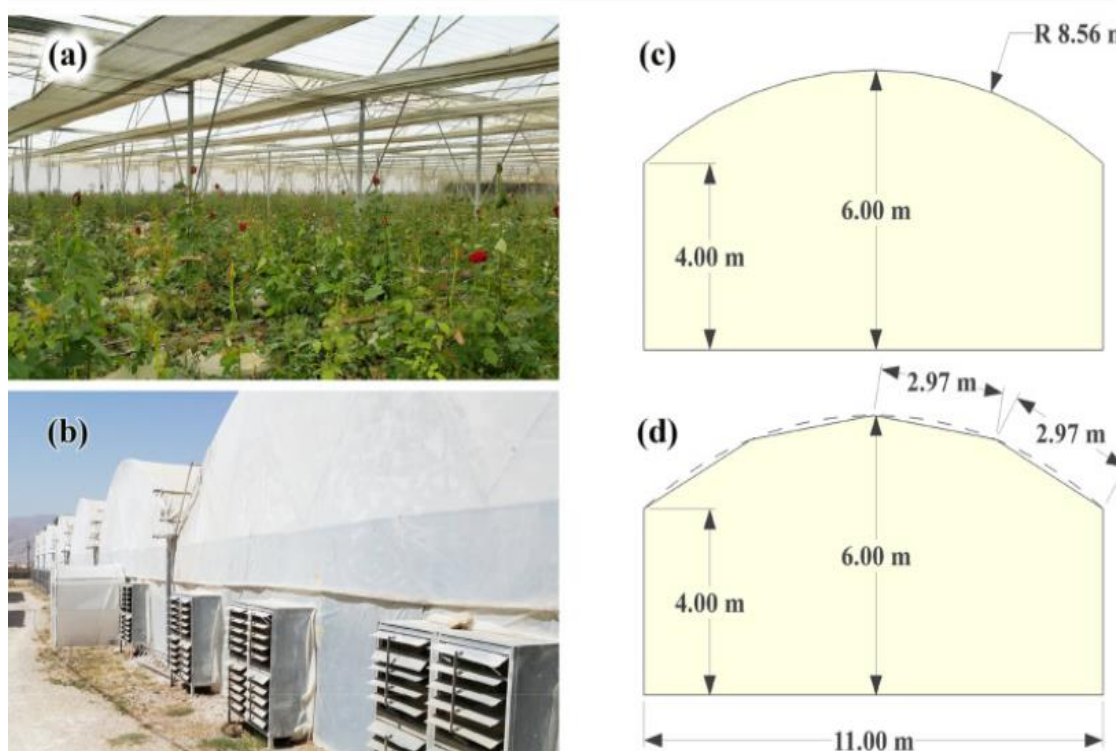 (a)
(c)
R 8.56 m
6.00 m
4.00 m
(b)
(d)
2.97 m
2.97 m
6.00 m
4.00 m
11.00 m